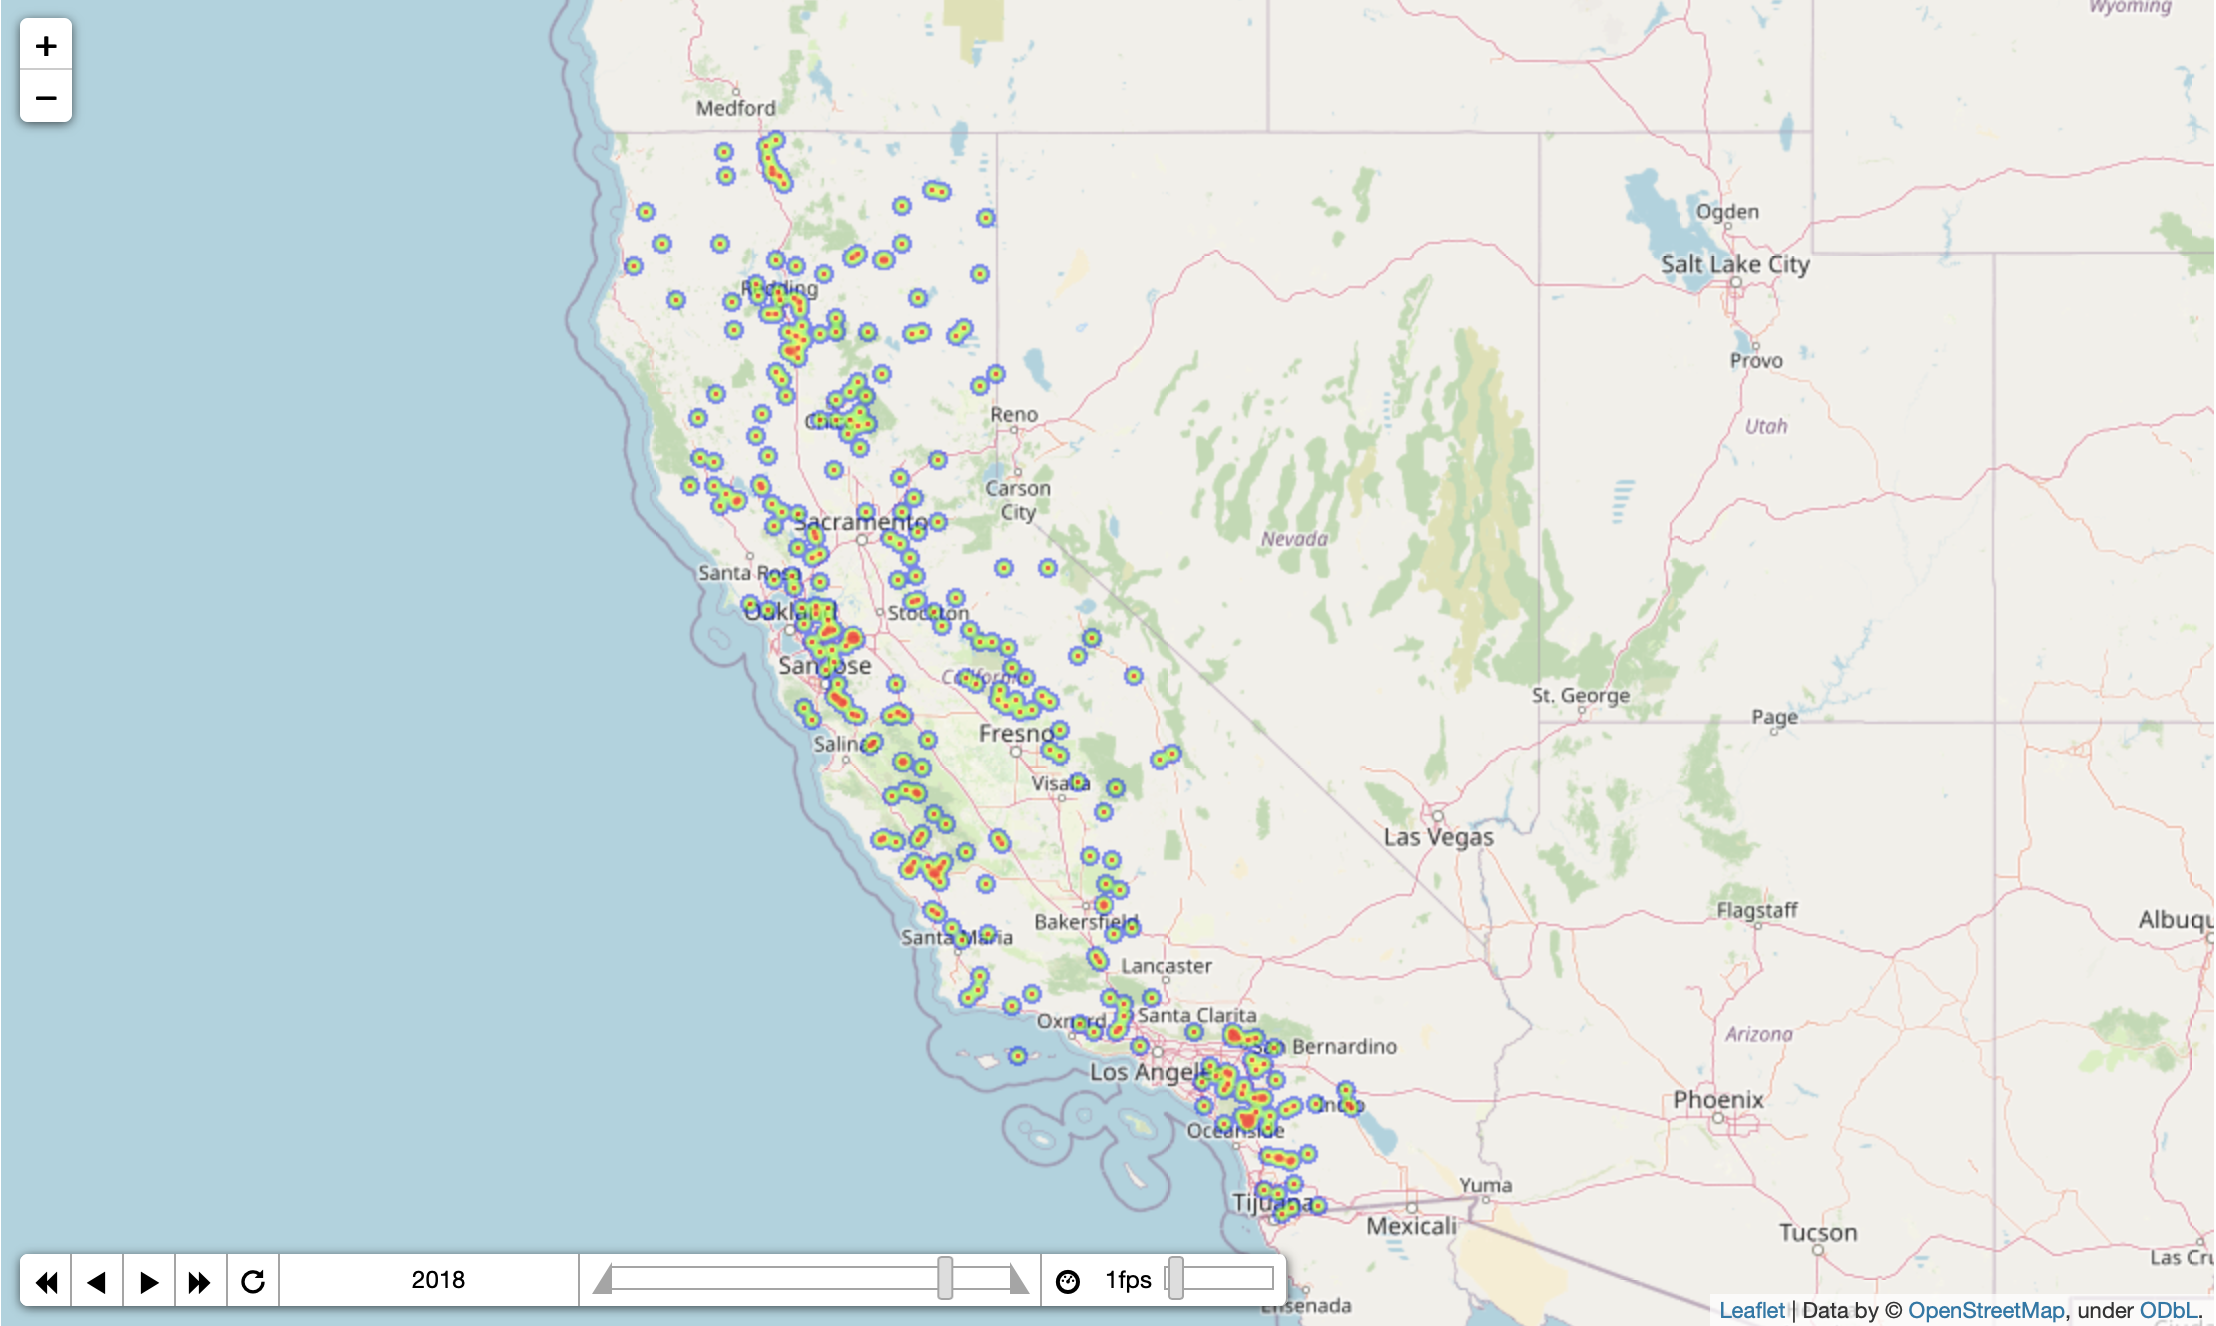 Wyoming
+
−
Medford
Ogden
Salt Lake City
Redding
Provo
Reno
Utah
Carson
City
Sacramento
Nevada
Santa Rosa
Oakland
Stockton
San Jose
California
St. George
Page
Fresno
Salinas
Visalia
Las Vegas
Flagstaff
Albuqu
Bakersfield
Santa Maria
Lancaster
Oxnard
Santa Clarita
Arizona
San Bernardino
Los Angeles
Phoenix
Indio
Oceanside
Yuma
Tijuana
Mexicali
Tucson
Las Cru
2018
1fps
Ensenada
Leaflet | Data by © OpenStreetMap, under ODbL.